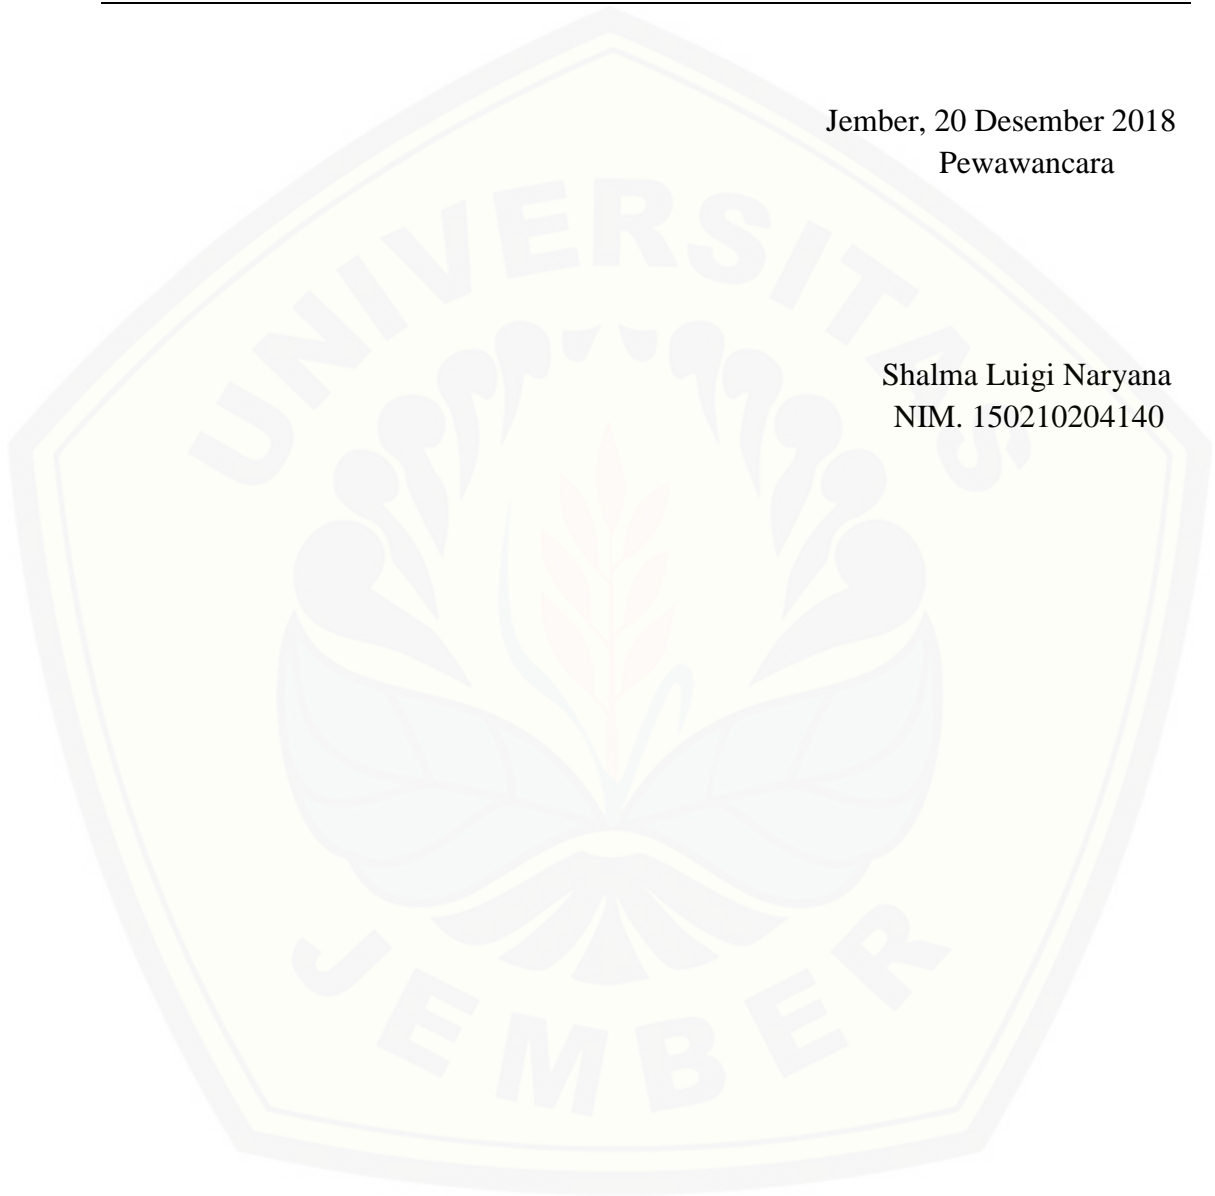 Jember, 20 Desember 2018
Pewawancara
Shalma Luigi Naryana
NIM. 150210204140
UNIVERSITAS
JEMBER